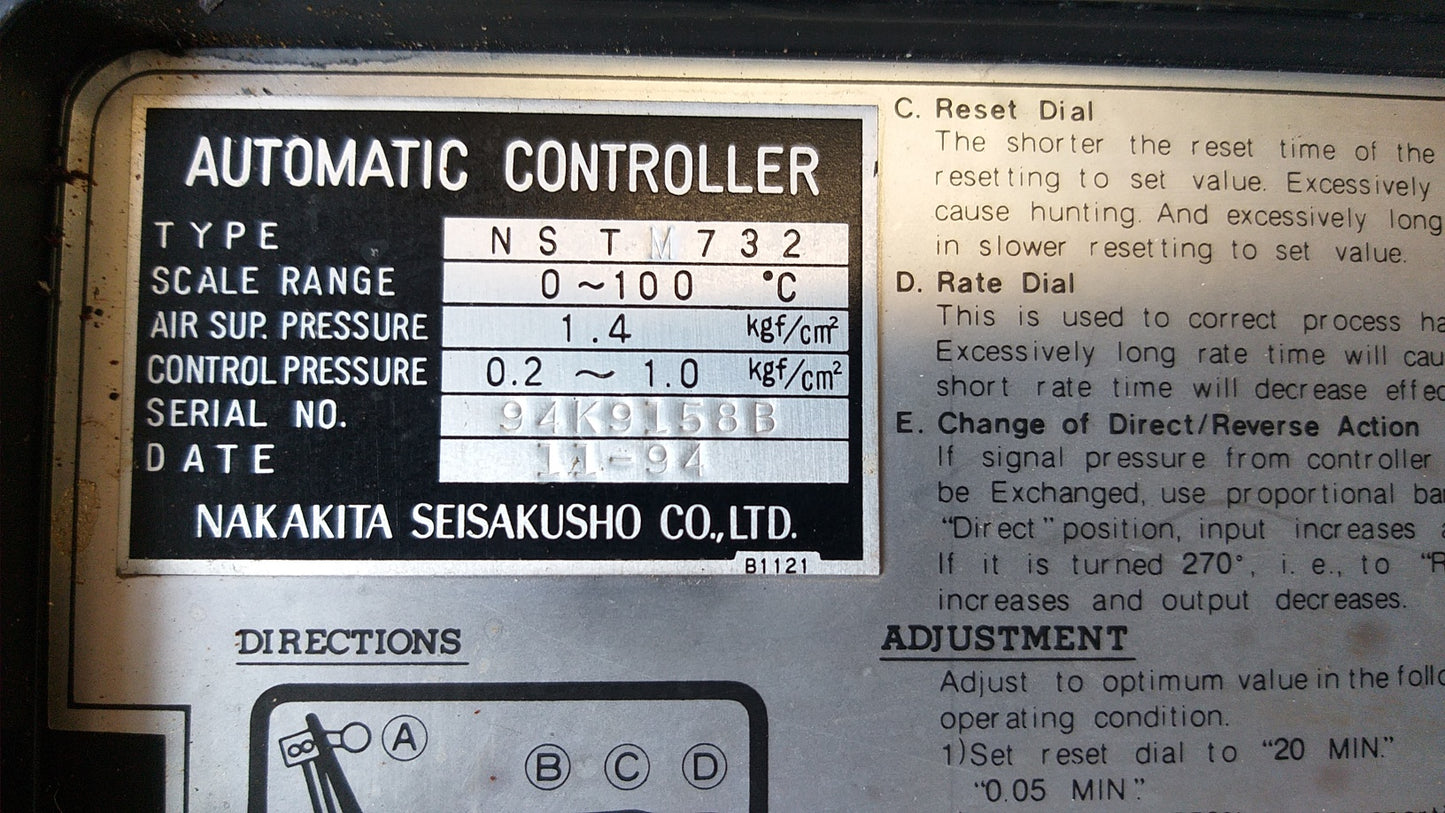 AUTOMATIC CONTROLLER
TYPE NSTM732
SCALE RANGE 0~100 °C
AIR SUP. PRESSURE 1.4 kgf/cm²
CONTROL PRESSURE 0.2 ~ 1.0 kgf/cm²
SERIAL NO. 94K9158B
DATE 11-94
NAKAKITA SEISAKUSHO CO.,LTD.
B1121
DIRECTIONS
A
B C D
C. Reset Dial
The shorter the reset time of the
resetting to set value. Excessively
cause hunting. And excessively long
in slower resetting to set value.
D. Rate Dial
This is used to correct process
Excessively long rate time will
short rate time will decrease
E. Change of Direct/Reverse Action
If signal pressure from controller
be Exchanged, use proportional
"Direct" position, input increases
If it is turned 270°, i. e., to
increases and output decreases.
ADJUSTMENT
Adjust to optimum value in the
operating condition.
1)Set reset dial to "20 MIN."
"0.05 MIN."